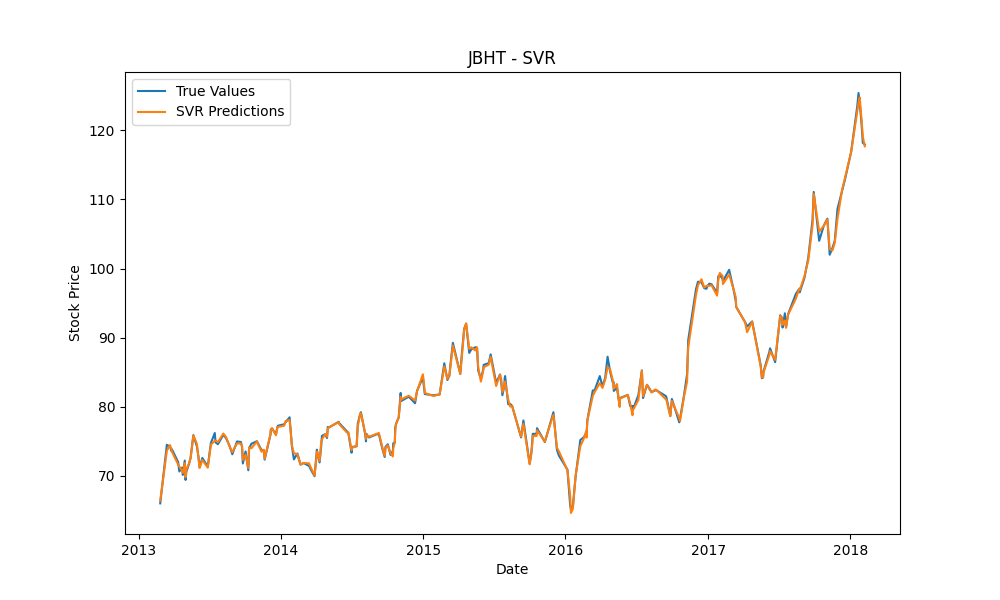 JBHT - SVR
True Values
SVR Predictions
Stock Price
120
110
100
90
80
70
2013 2014 2015 2016 2017 2018
Date